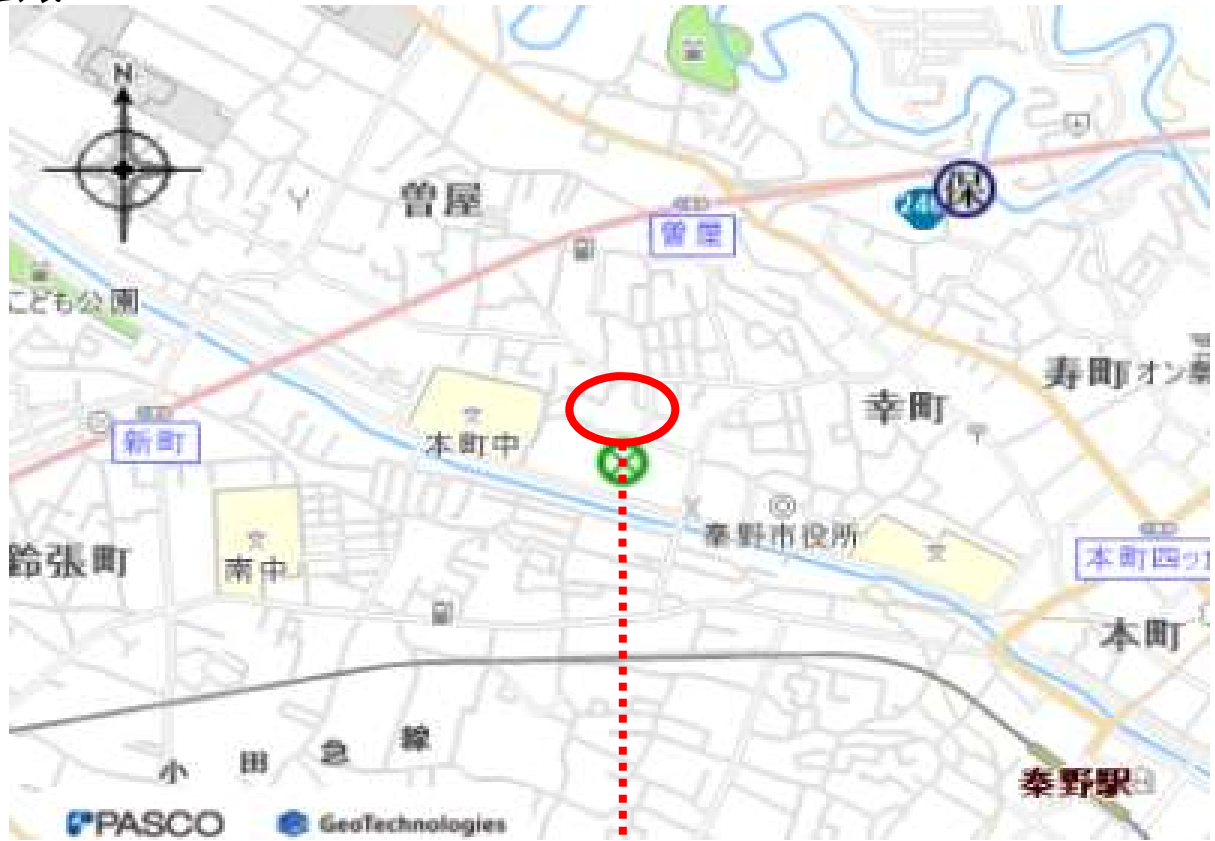 N
曽屋
保
24
曽屋
こども公園
寿町
幸町
新町
本町中
秦野市役所
鈴張町
南中
本町四ッ
本町
小田急線
秦野駅
PASCO
GeoTechnologies